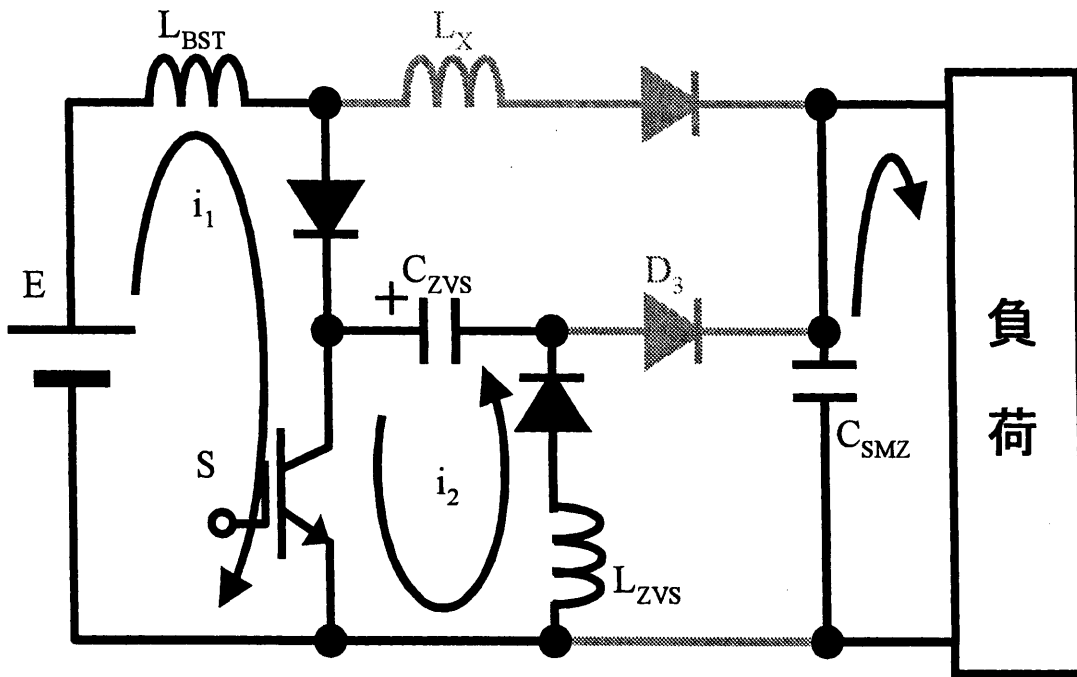 L_BST
L_X
i_1
E
C_ZVS
+
D_3
S
i_2
C_SMZ
L_ZVS
負荷